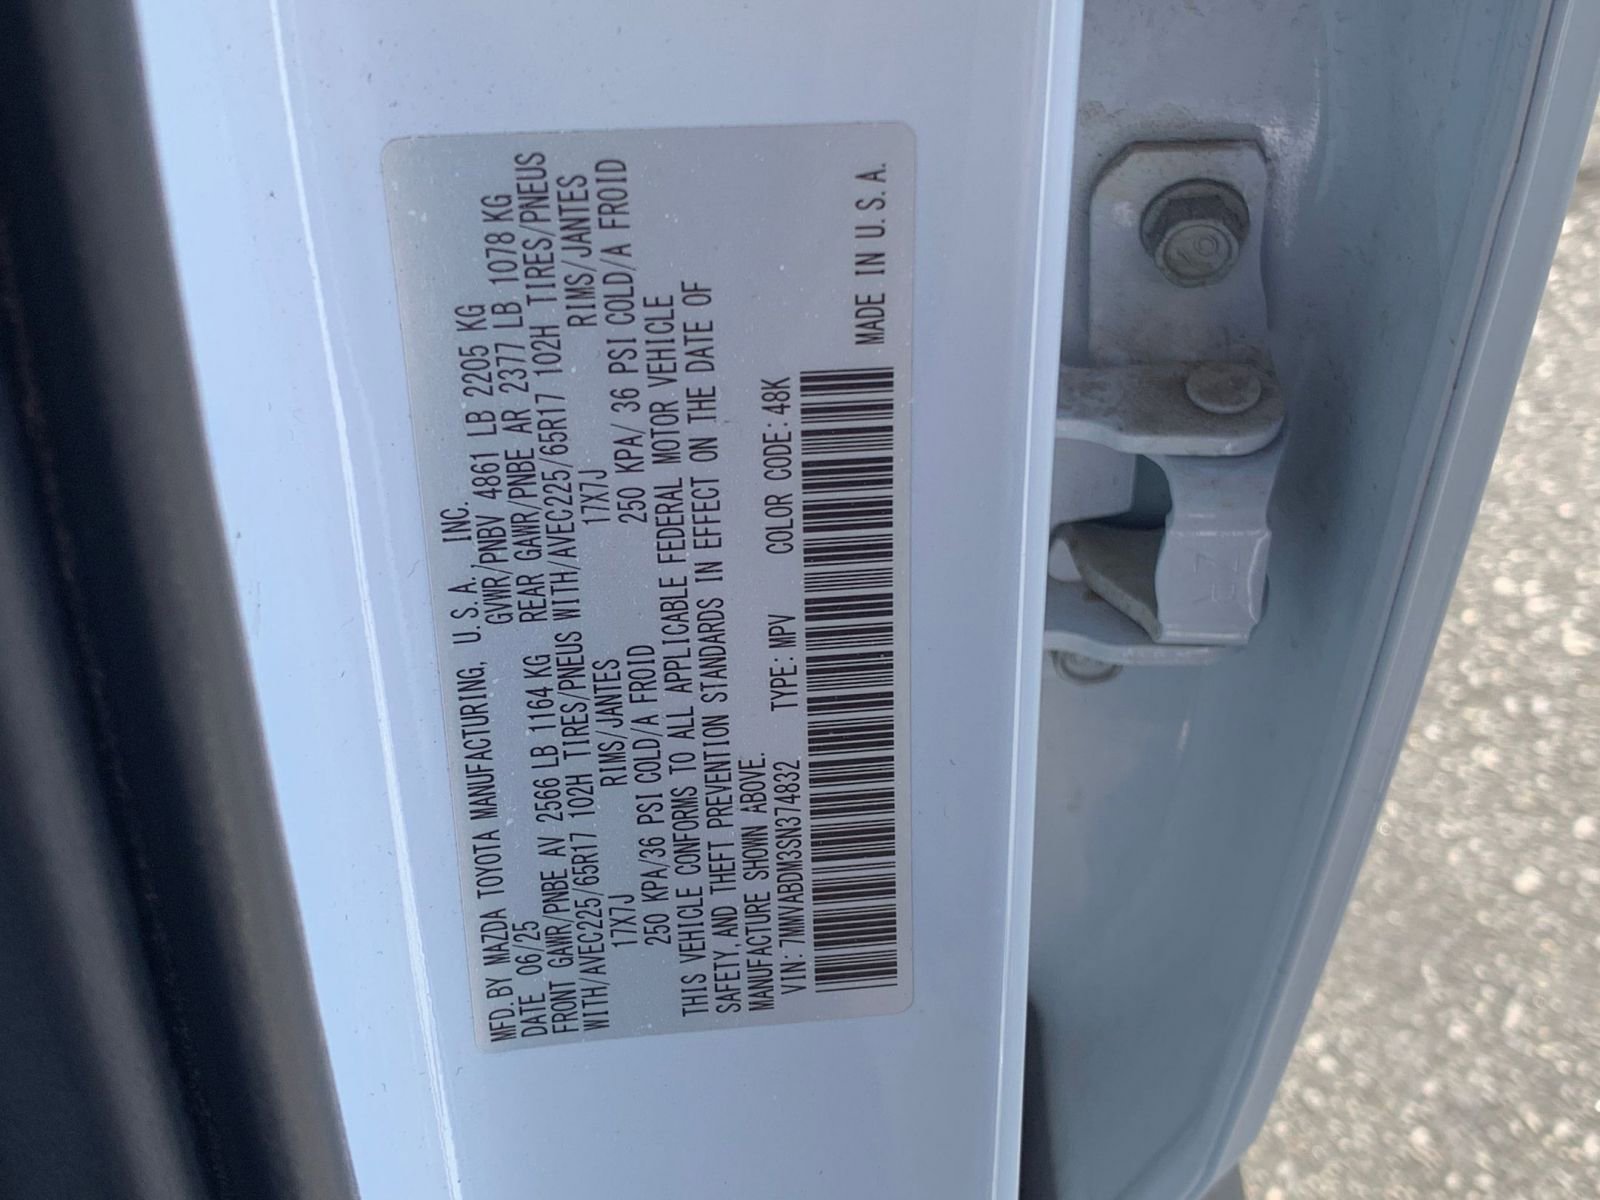 MFD. BY MAZDA TOYOTA MANUFACTURING, U. S. A. INC.
DATE 06/25 GVWR/PNBV 4861 LB 2205 KG
FRONT GAWR/PNBE AV 2566 LB 1164 KG REAR GAWR/PNBE AR 2377 LB 1078 KG
WITH/AVEC225/65R17 102H TIRES/PNEUS WITH/AVEC225/65R17 102H TIRES/PNEUS
17X7J RIMS/JANTES 17X7J RIMS/JANTES
250 KPA/36 PSI COLD/A FROID 250 KPA/ 36 PSI COLD/A FROID
THIS VEHICLE CONFORMS TO ALL APPLICABLE FEDERAL MOTOR VEHICLE
SAFETY, AND THEFT PREVENTION STANDARDS IN EFFECT ON THE DATE OF
MANUFACTURE SHOWN ABOVE.
VIN: 7MMVABDM3SN374832 TYPE: MPV COLOR CODE: 48K
MADE IN U. S. A.